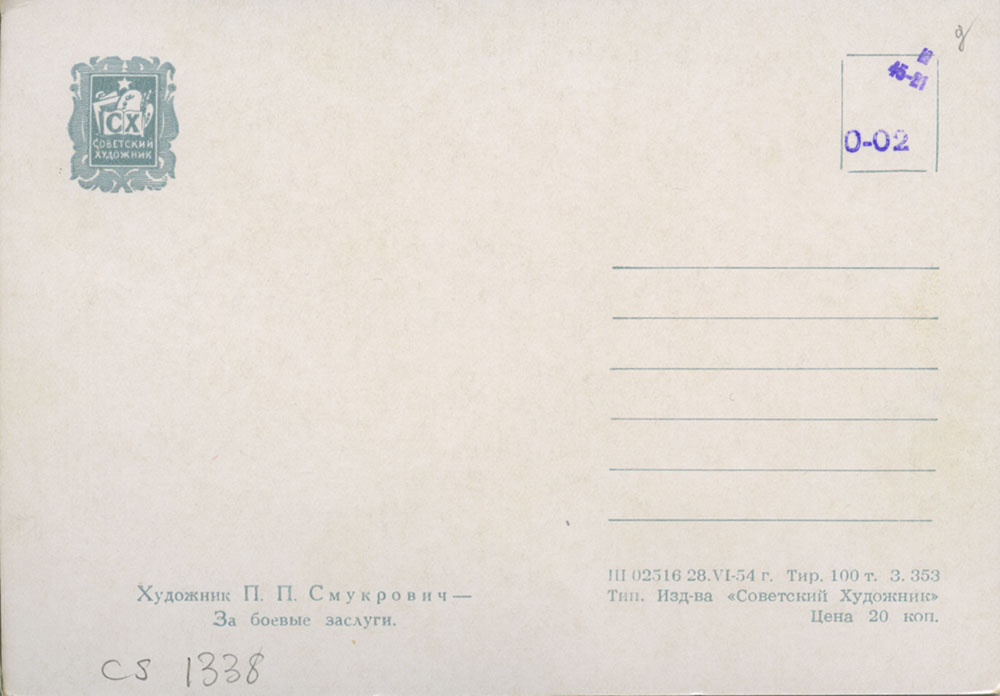 СХ
СОВЕТСКИЙ
ХУДОЖНИК
0-02
Художник П. П. Смукрович—
За боевые заслуги.
Ш 02516 28.VI-54 г. Тир. 100 т. З. 353
Тип. Изд-ва «Советский Художник»
Цена 20 коп.
CS 1338